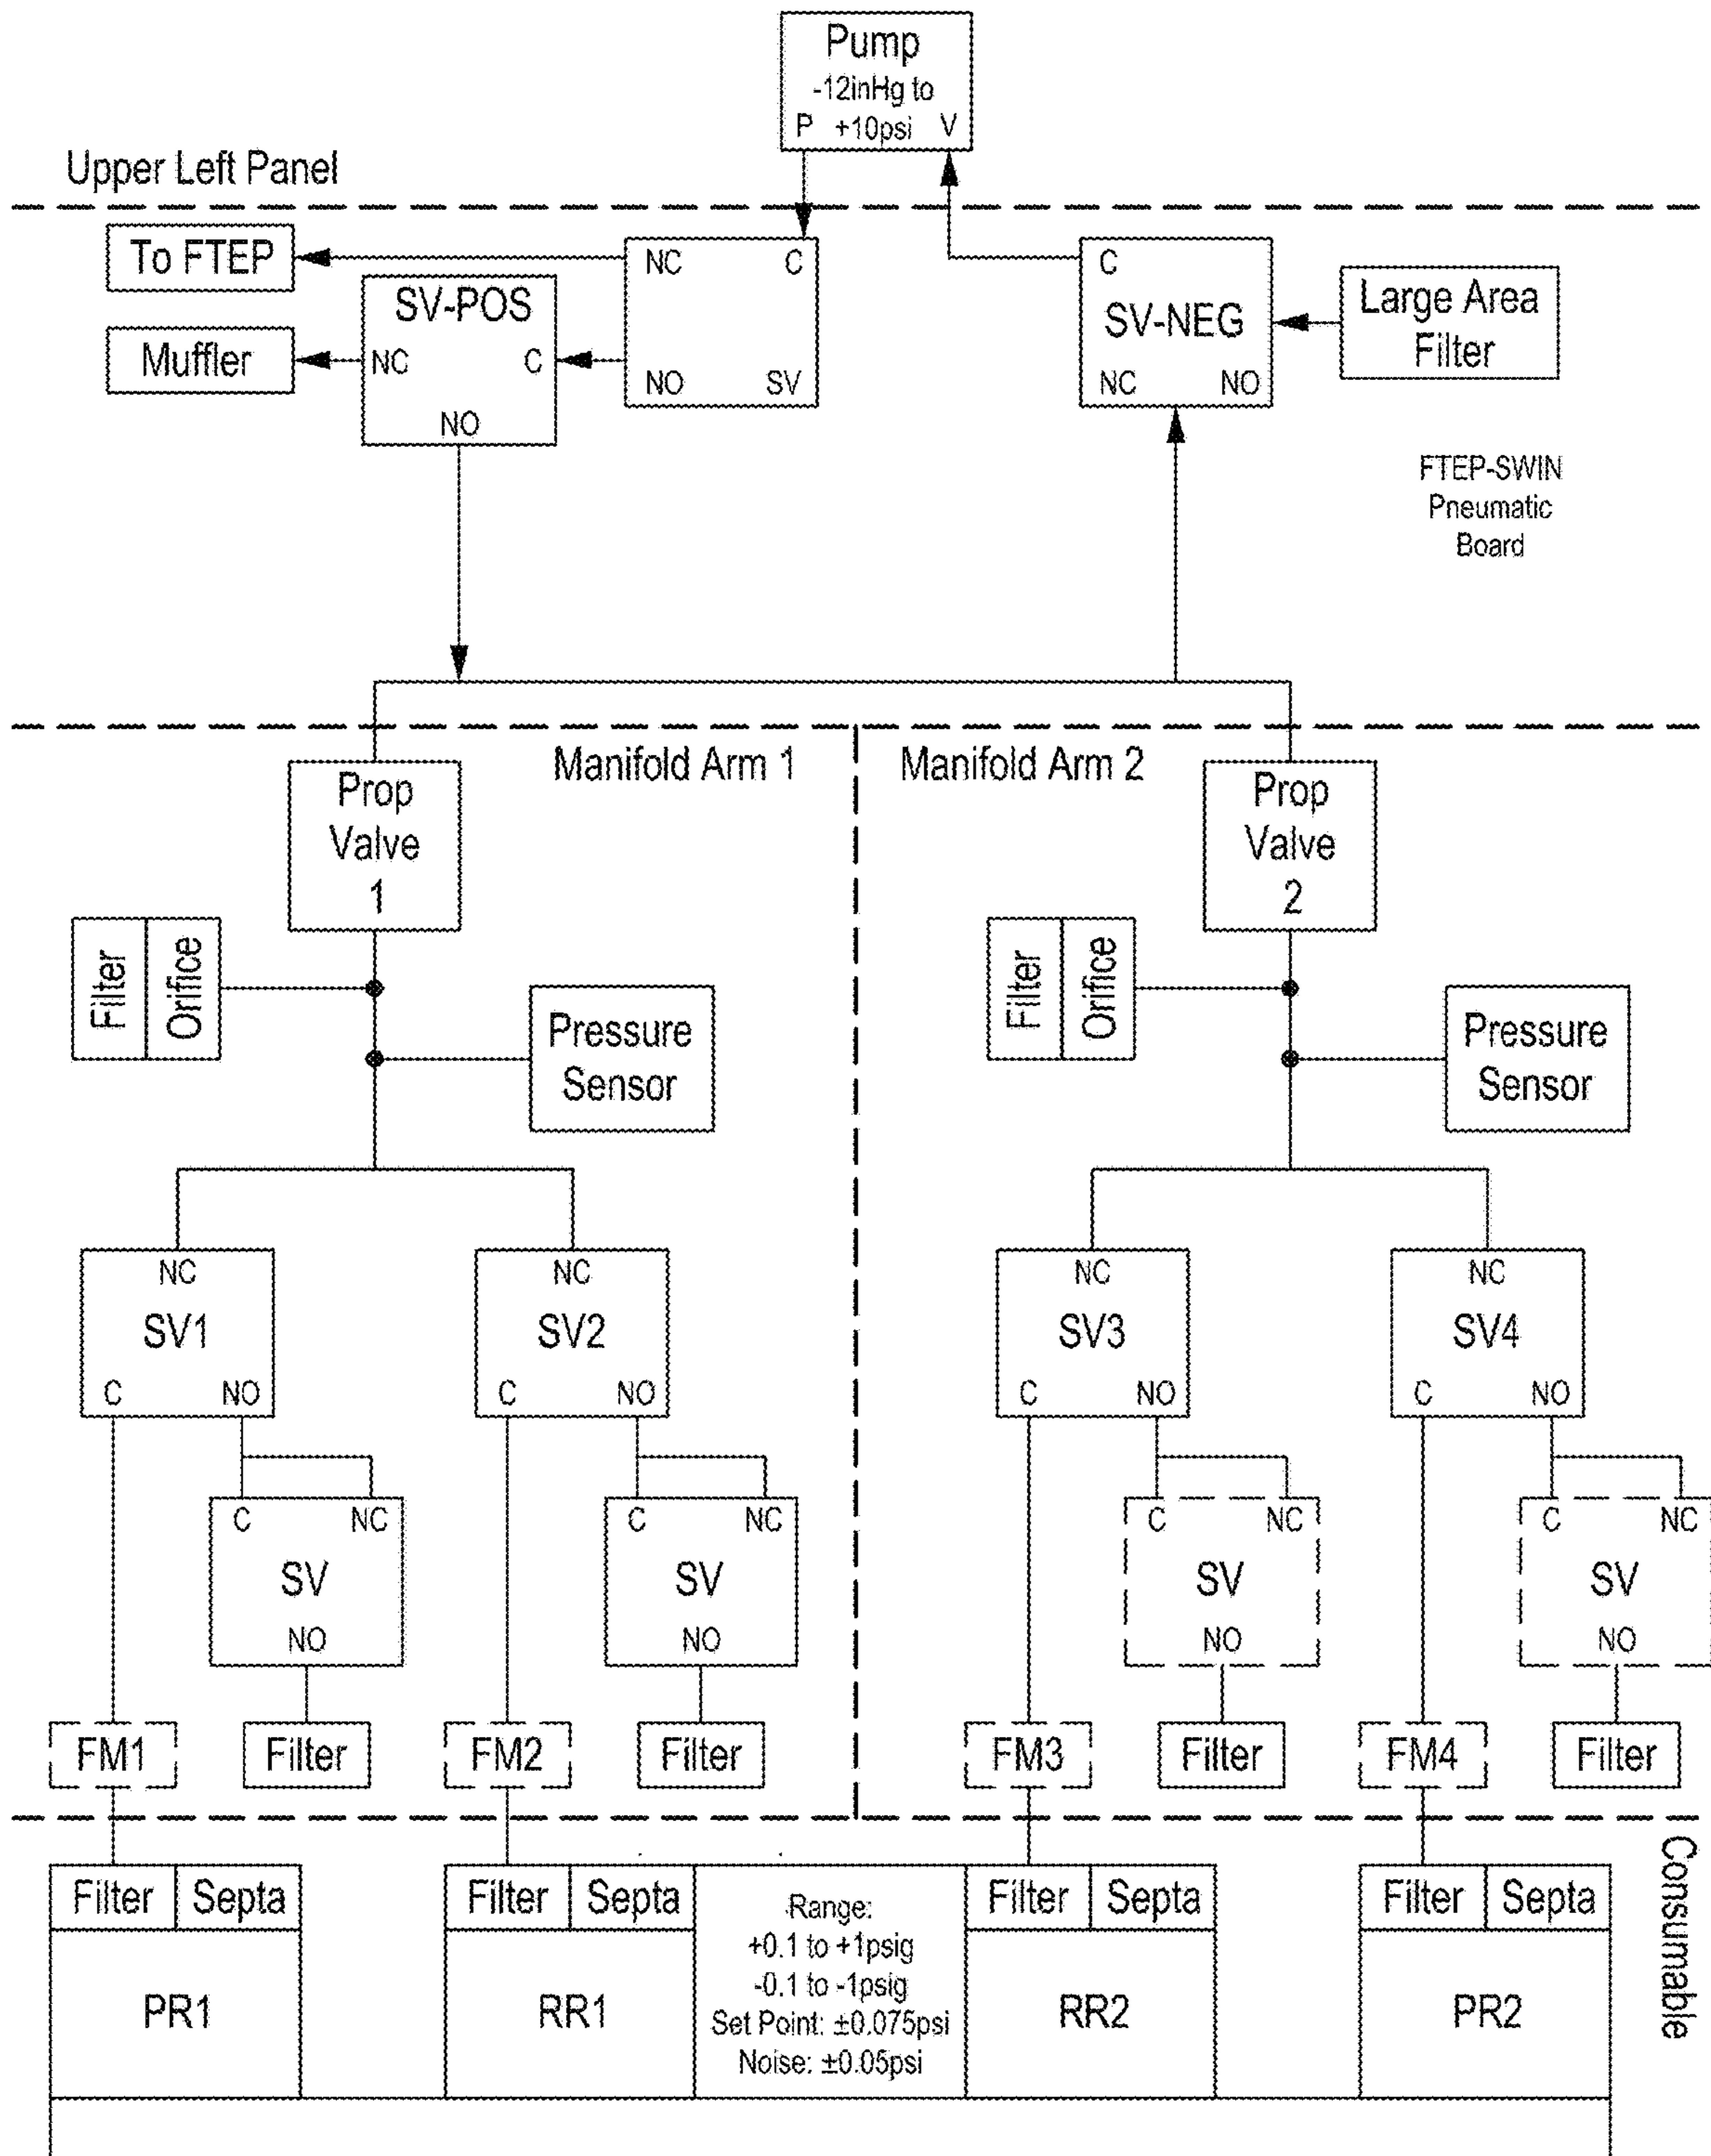 Pump
-12inHg to
P +10psi V
Upper Left Panel
To FTEP
NC C
SV-POS
C
Large Area
Filter
SV-NEG
Muffler
NC C
NO SV
NC NO
NO
FTEP-SWIN
Pneumatic
Board
Manifold Arm 1
Manifold Arm 2
Prop
Valve
1
Prop
Valve
2
Filter
Orifice
Pressure
Sensor
Filter
Orifice
Pressure
Sensor
NC
SV1
C NO
NC
SV2
C NO
NC
SV3
C NO
NC
SV4
C NO
C NC
SV
NO
C NC
SV
NO
C NC
SV
NO
C NC
SV
NO
FM1
Filter
FM2
Filter
FM3
Filter
FM4
Filter
Consumable
Filter Septa
PR1
Filter Septa
RR1
Range:
+0.1 to +1psig
-0.1 to -1psig
Set Point: ±0.075psi
Noise: ±0.05psi
Filter Septa
RR2
Filter Septa
PR2